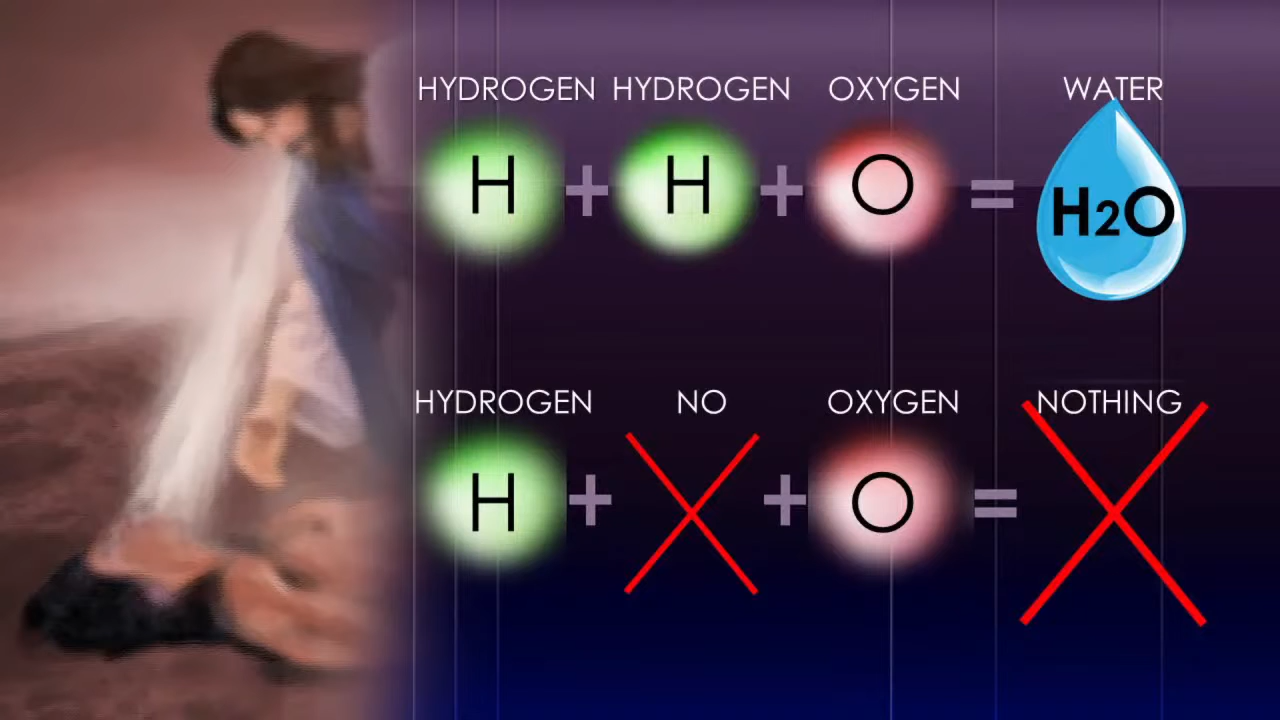 HYDROGEN HYDROGEN OXYGEN WATER
H + H + O = H2O
HYDROGEN NO OXYGEN NOTHING
H + + O =